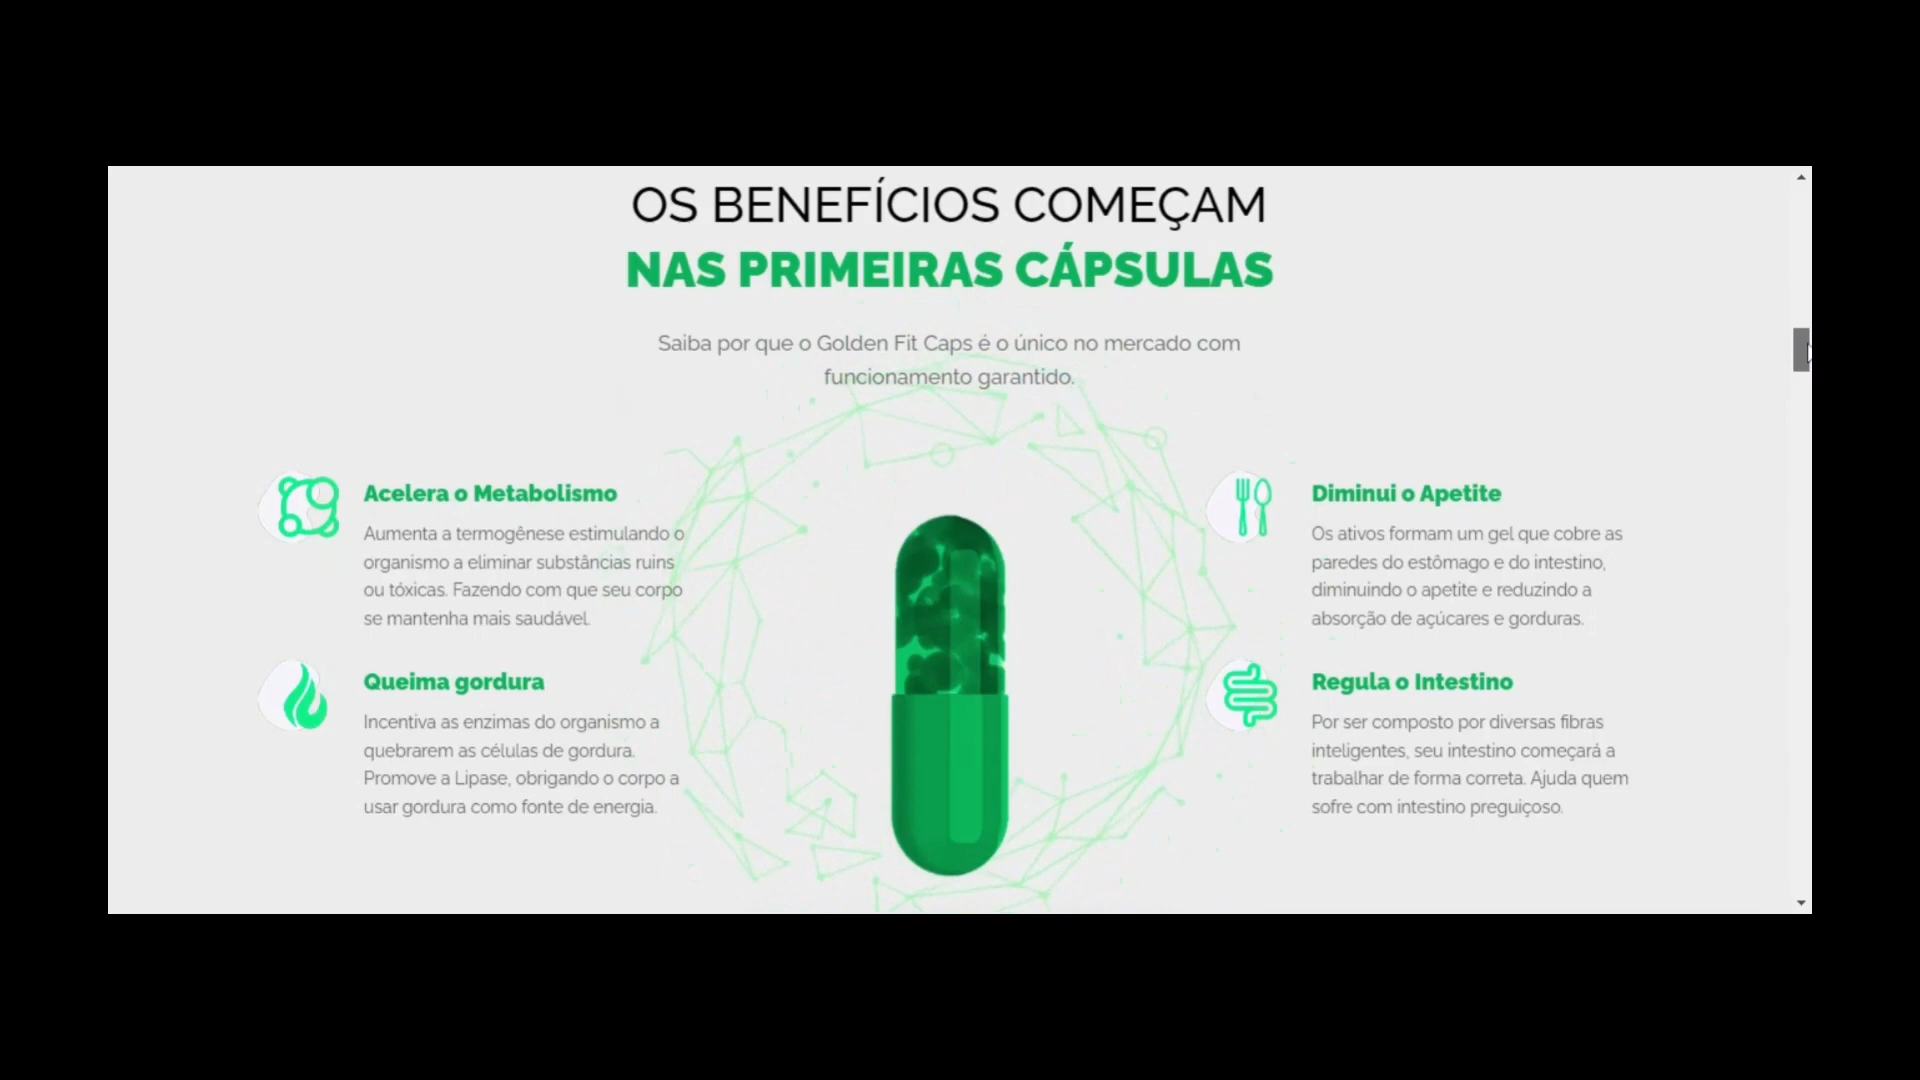 OS BENEFÍCIOS COMEÇAM
NAS PRIMEIRAS CÁPSULAS
Saiba por que o Golden Fit Caps é o único no mercado com
funcionamento garantido.
Acelera o Metabolismo
Aumenta a termogênese estimulando o
organismo a eliminar substâncias ruins
ou tóxicas. Fazendo com que seu corpo
se mantenha mais saudável.
Queima gordura
Incentiva as enzimas do organismo a
quebrarem as células de gordura.
Promove a Lipase, obrigando o corpo a
usar gordura como fonte de energia.
Diminui o Apetite
Os ativos formam um gel que cobre as
paredes do estômago e do intestino,
diminuindo o apetite e reduzindo a
absorção de açúcares e gorduras.
Regula o Intestino
Por ser composto por diversas fibras
inteligentes, seu intestino começará a
trabalhar de forma correta. Ajuda quem
sofre com intestino preguiçoso.